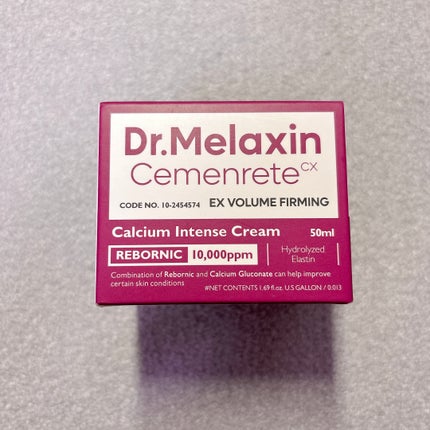 Dr.Melaxin
Cemenrete CX
CODE NO. 10-2454574 EX VOLUME FIRMING
Calcium Intense Cream 50ml
REBORNIC 10,000ppm Hydrolyzed
Elastin
Combination of Rebornic and Calcium Gluconate can help improve
certain skin conditions
#NET CONTENTS 1.69 fl.oz. U.S GALLON / 0.013